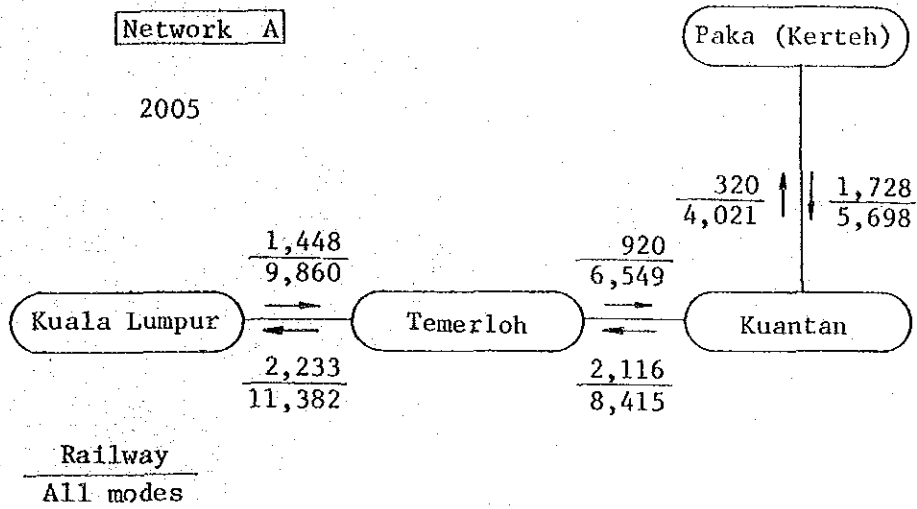 Network A
Paka (Kerteh)
2005
320
4,021
1,728
5,698
1,448
9,860
920
6,549
Kuala Lumpur
Temerloh
Kuantan
2,233
11,382
2,116
8,415
Railway
All modes